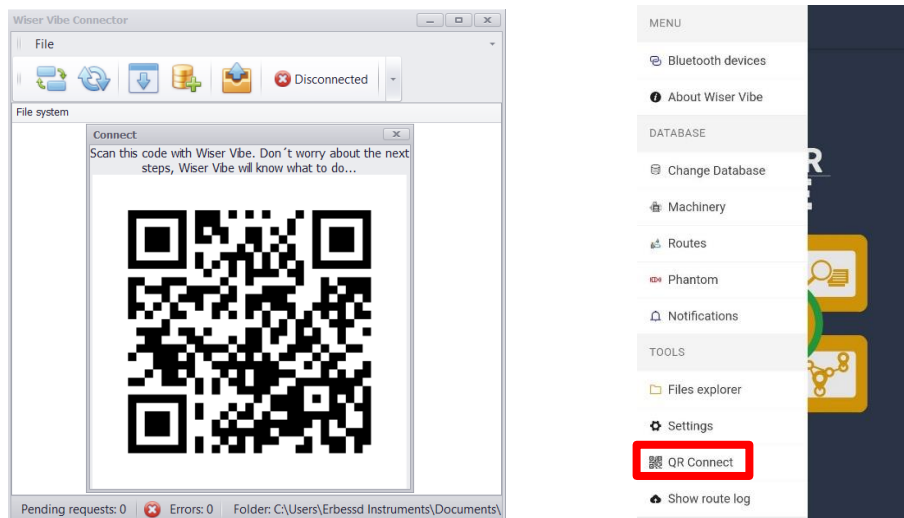 Wiser Vibe Connector
File
Disconnected
File system
Connect
Scan this code with Wiser Vibe. Don´t worry about the next
steps, Wiser Vibe will know what to do...
Pending requests: 0 Errors: 0 Folder: C:\Users\Erbessd Instruments\Documents\
MENU
Bluetooth devices
About Wiser Vibe
DATABASE
Change Database
Machinery
Routes
Phantom
Notifications
TOOLS
Files explorer
Settings
QR Connect
Show route log
R